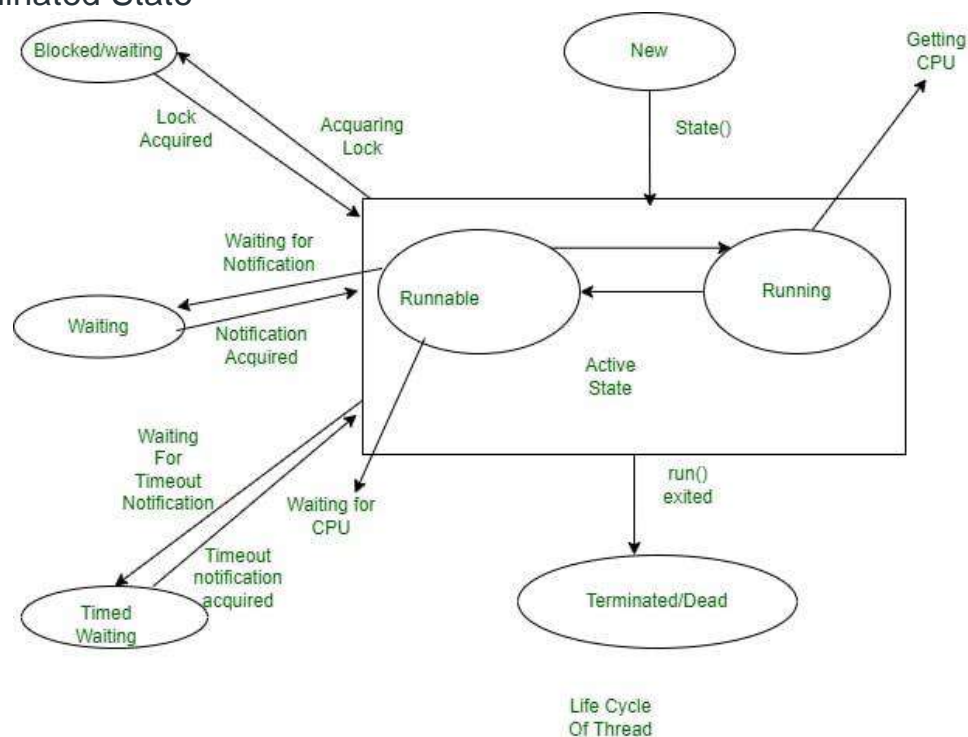 minated State
Blocked/waiting
New
Getting
CPU
Lock
Acquired
Acquaring
Lock
State()
Waiting for
Notification
Runnable
Running
Waiting
Notification
Acquired
Active
State
Waiting
For
Timeout
Notification
Waiting for
CPU
run()
exited
Timeout
notification
acquired
Timed
Waiting
Terminated/Dead
Life Cycle
Of Thread